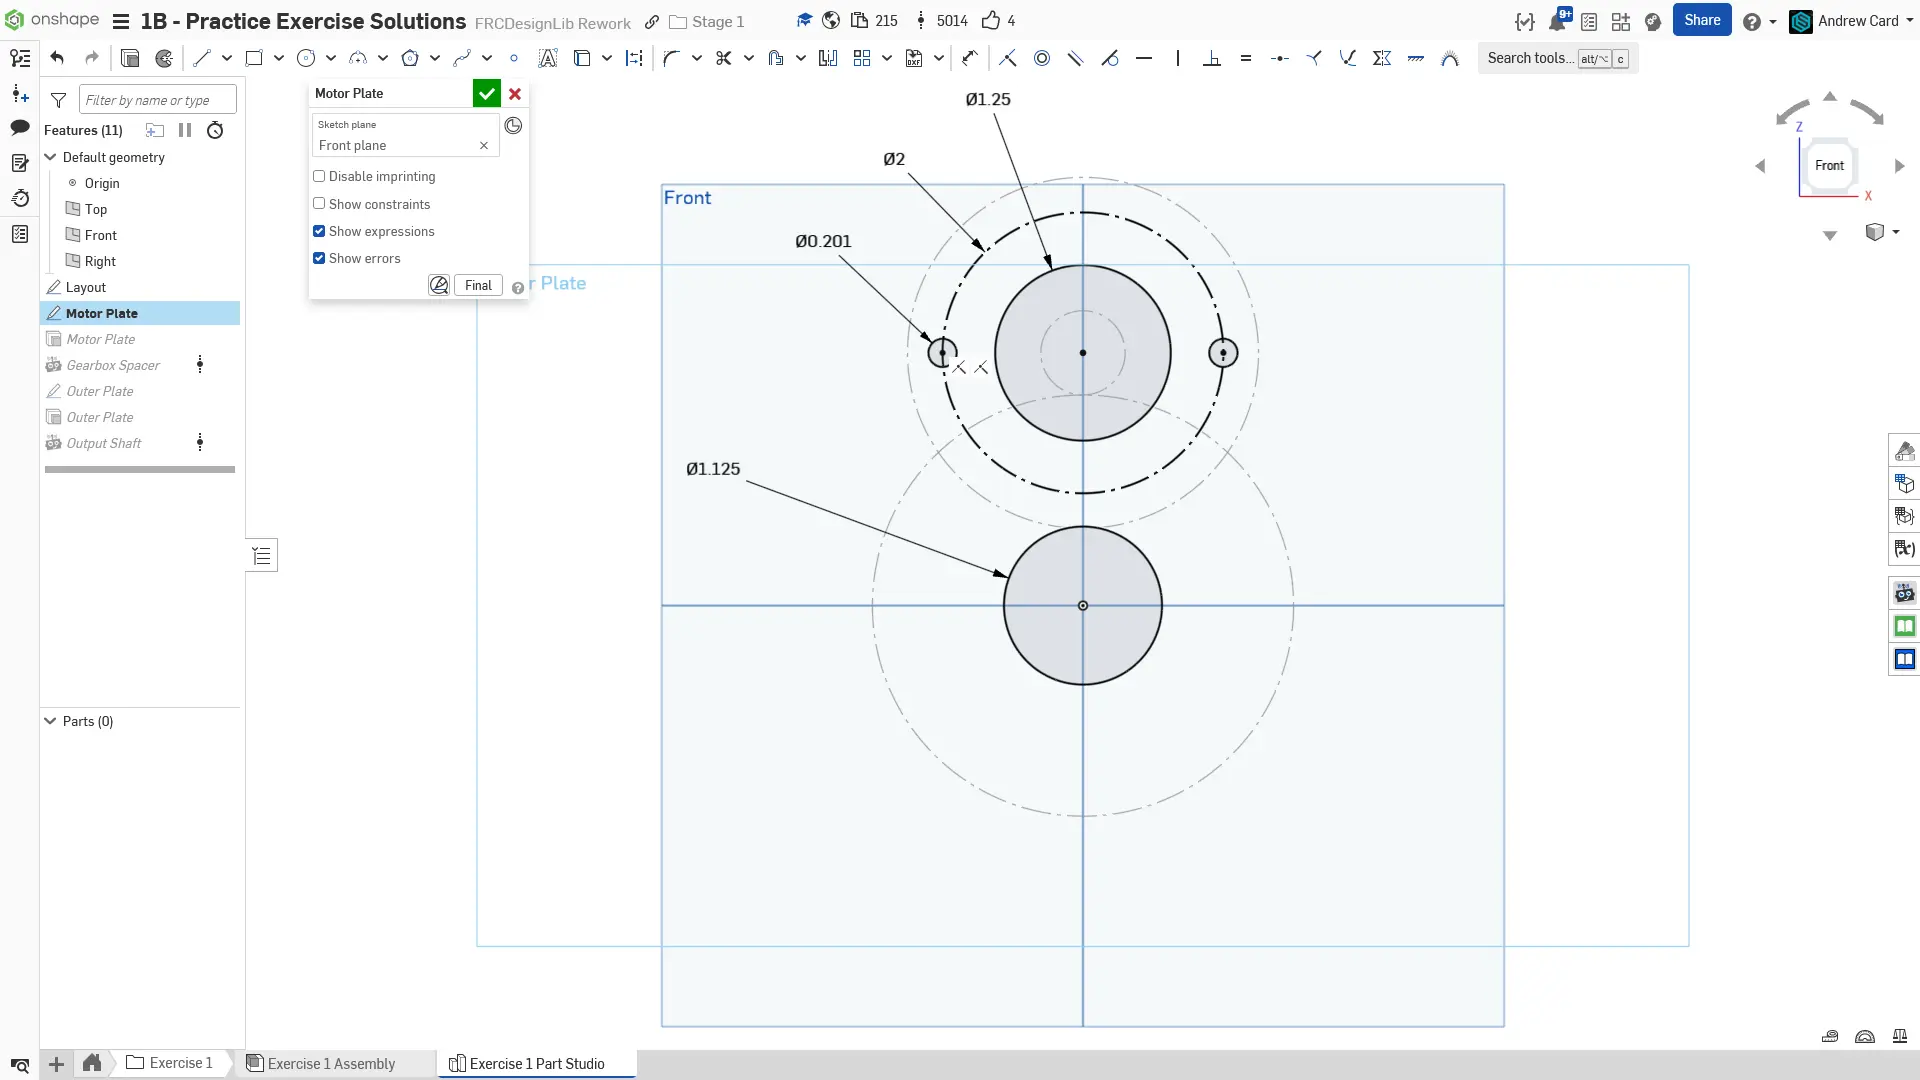 onshape
1B - Practice Exercise Solutions
FRCDesignLib Rework
Stage 1
215
5014
4
9+
Share
Andrew Card
Search tools... alt/⌥ c
Filter by name or type
Features (11)
Default geometry
Origin
Top
Front
Right
Layout
Motor Plate
Motor Plate
Gearbox Spacer
Outer Plate
Outer Plate
Output Shaft
Parts (0)
Motor Plate
Sketch plane
Front plane
Disable imprinting
Show constraints
Show expressions
Show errors
Final
r Plate
Front
Ø1.25
Ø2
Ø0.201
Ø1.125
Z
Front
X
Exercise 1
Exercise 1 Assembly
Exercise 1 Part Studio